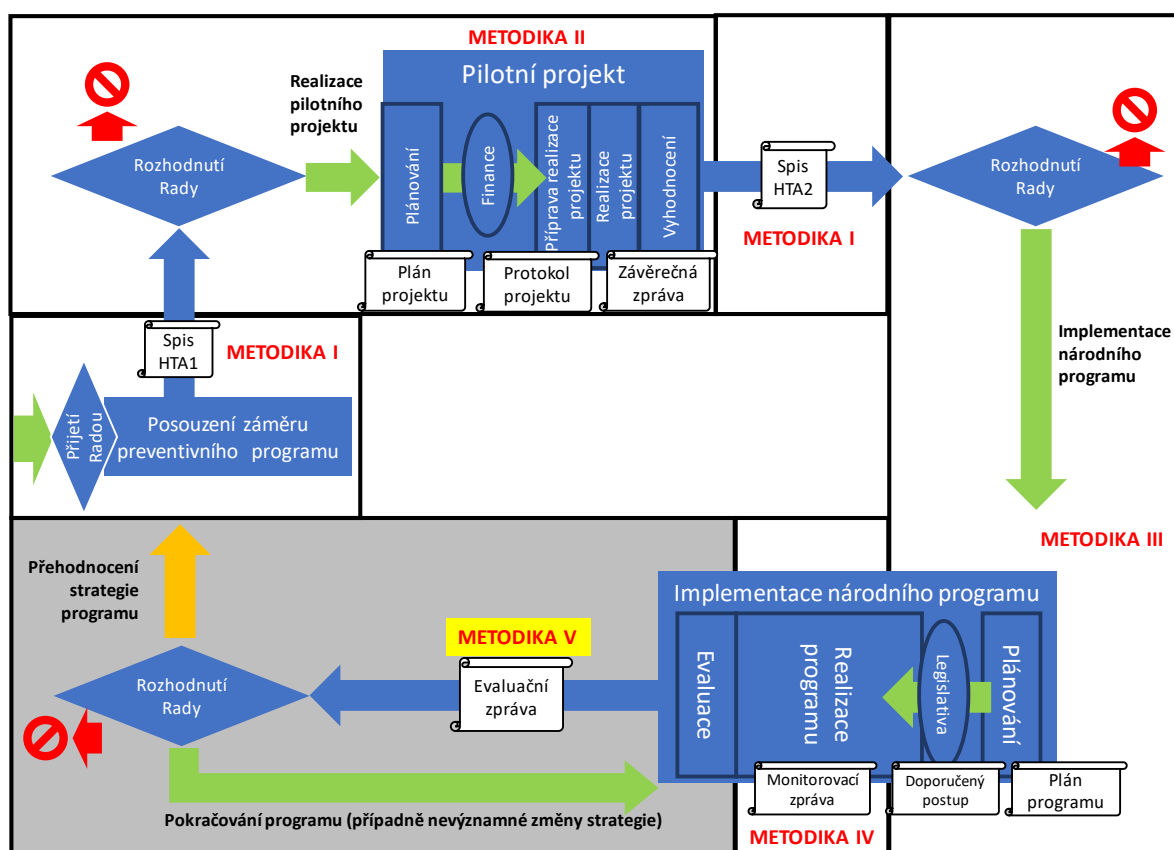 METODIKA II
Pilotní projekt
Realizace
pilotního
projektu
Rozhodnutí
Rady
Plánování
Finance
Příprava realizace
projektu
Realizace
projektu
Vyhodnocení
Plán
projektu
Protokol
projektu
Závěrečná
zpráva
Spis
HTA2
METODIKA I
Rozhodnutí
Rady
Spis
HTA1
METODIKA I
Přijetí
Radou
Posouzení záměru
preventivního programu
Implementace
národního
programu
METODIKA III
Přehodnocení
strategie
programu
Rozhodnutí
Rady
METODIKA V
Evaluační
zpráva
Implementace národního programu
Evaluace
Realizace
programu
Legislativa
Plánování
Monitorovací
zpráva
Doporučený
postup
Plán
programu
Pokračování programu (případně nevýznamné změny strategie)
METODIKA IV